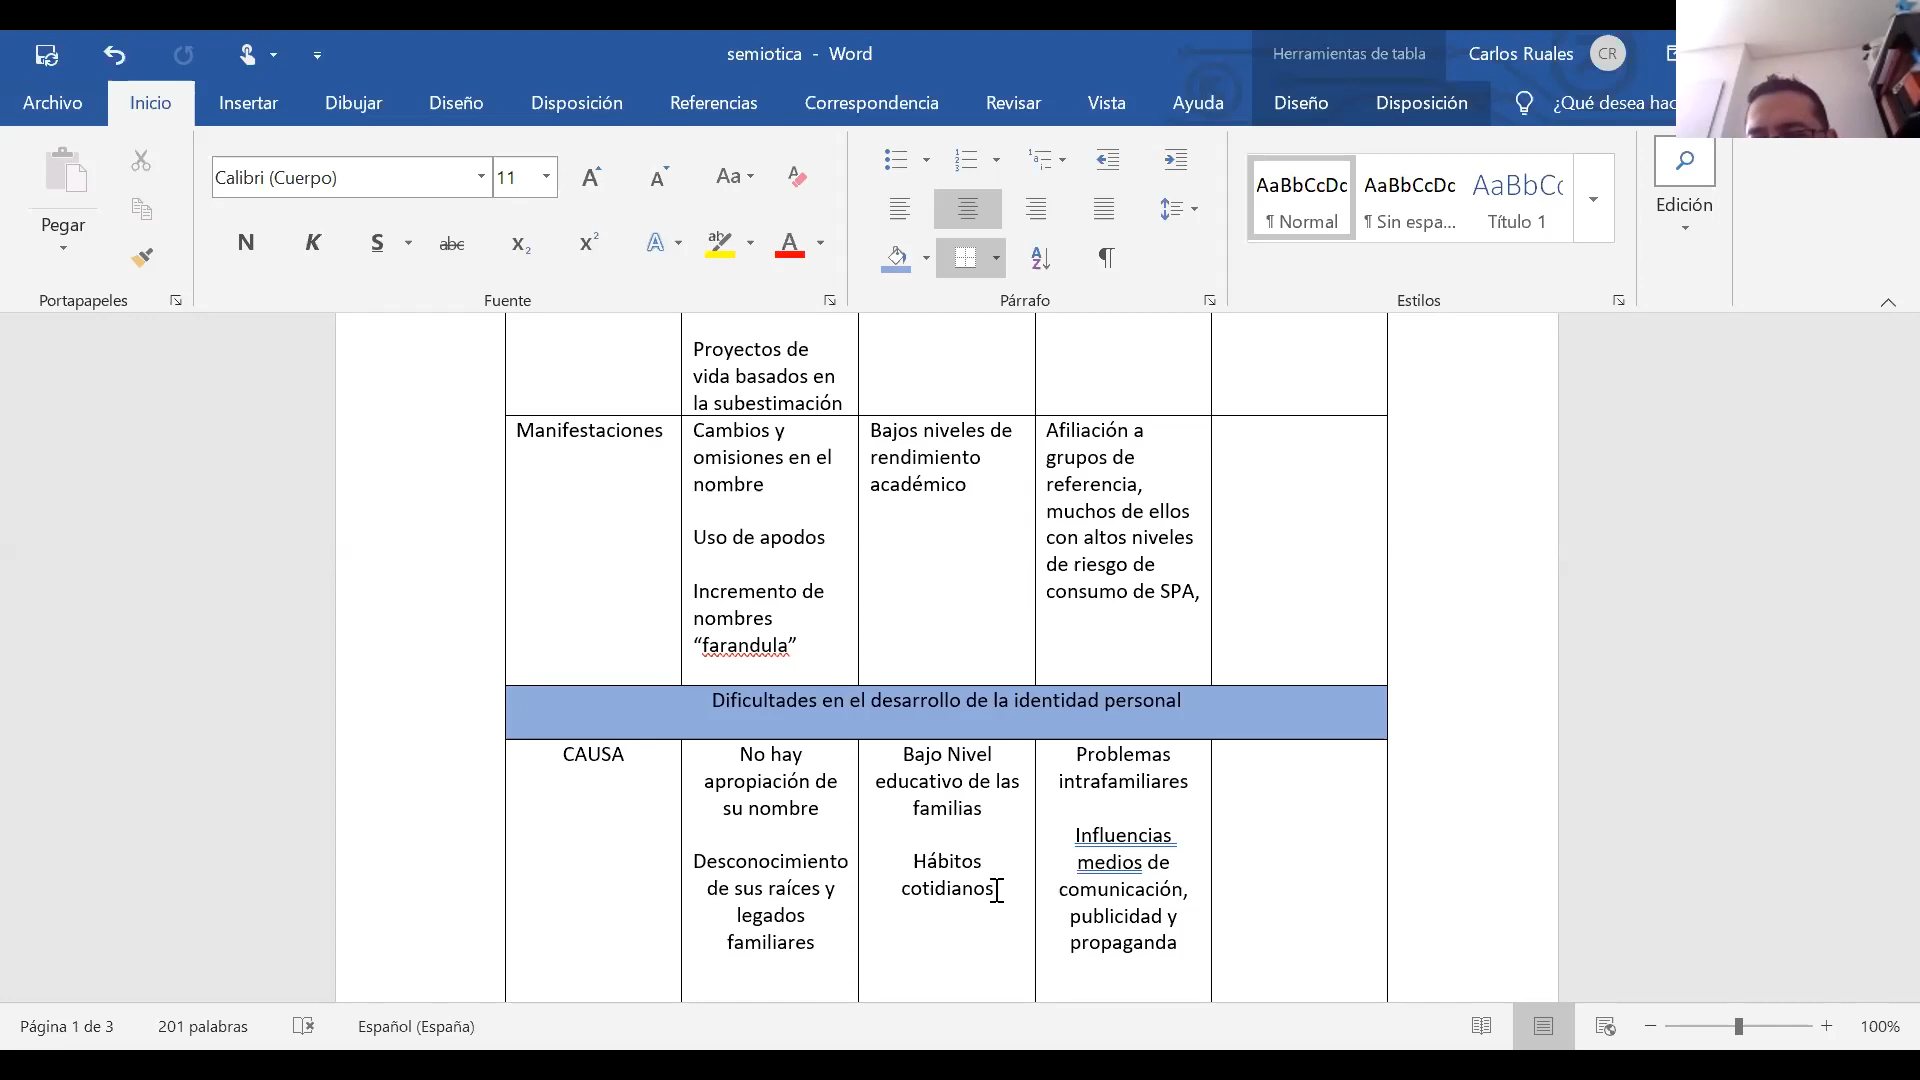 semiotica - Word
Herramientas de tabla
Carlos Ruales
CR
Archivo
Inicio
Insertar
Dibujar
Diseño
Disposición
Referencias
Correspondencia
Revisar
Vista
Ayuda
Diseño
Disposición
¿Qué desea hac
Pegar
Portapapeles
Calibri (Cuerpo)
11
Aa
N
K
S
abc
Fuente
Párrafo
AaBbCcDc
¶ Normal
AaBbCcDc
¶ Sin espa...
AaBbCc
Título 1
Estilos
Edición
Proyectos de
vida basados en
la subestimación
Manifestaciones
Cambios y
omisiones en el
nombre
Uso de apodos
Incremento de
nombres
“farandula”
Bajos niveles de
rendimiento
académico
Afiliación a
grupos de
referencia,
muchos de ellos
con altos niveles
de riesgo de
consumo de SPA,
Dificultades en el desarrollo de la identidad personal
CAUSA
No hay
apropiación de
su nombre
Desconocimiento
de sus raíces y
legados
familiares
Bajo Nivel
educativo de las
familias
Hábitos
cotidianos
Problemas
intrafamiliares
Influencias
medios de
comunicación,
publicidad y
propaganda
Página 1 de 3
201 palabras
Español (España)
100%